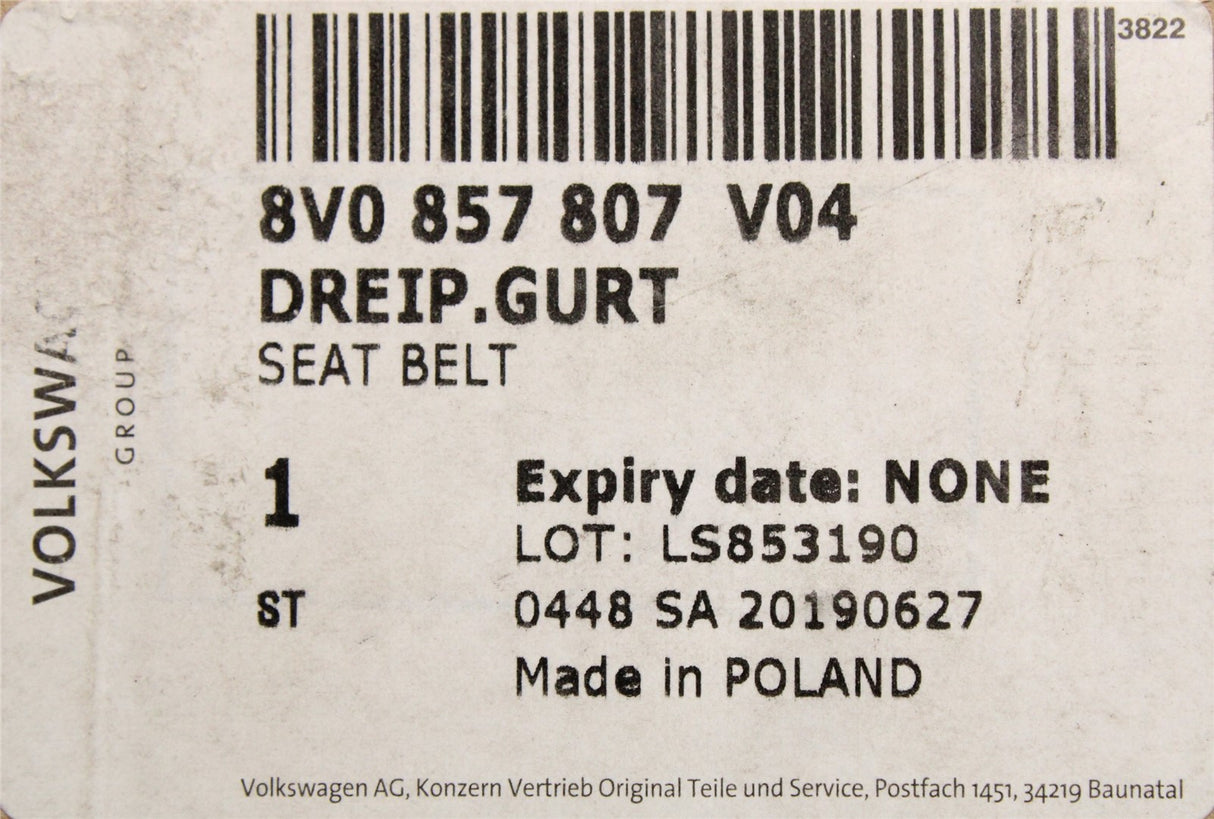 3822
8V0 857 807 V04
DREIP.GURT
SEAT BELT
1
Expiry date: NONE
LOT: LS853190
ST
0448 SA 20190627
Made in POLAND
VOLKSWAG
GROUP
Volkswagen AG, Konzern Vertrieb Original Teile und Service, Postfach 1451, 34219 Baunatal